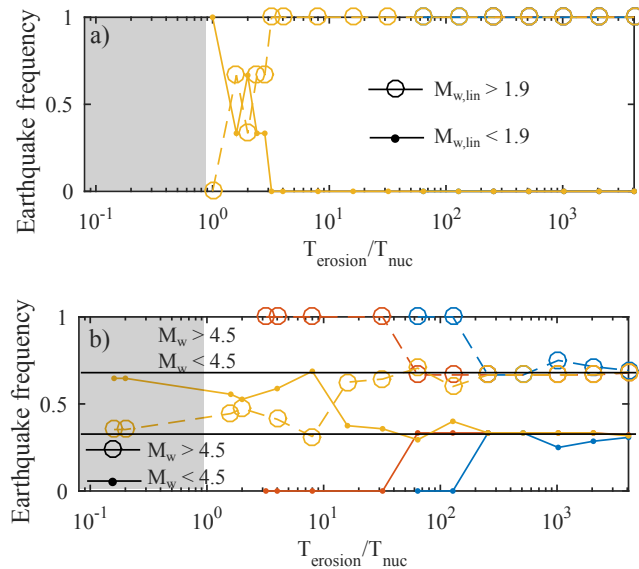 a)
1
0.5
0
Earthquake frequency
M_w,lin > 1.9
M_w,lin < 1.9
10^-1 10^0 10^1 10^2 10^3
T_erosion/T_nuc
b)
1
0.5
0
Earthquake frequency
M_w > 4.5
M_w < 4.5
M_w > 4.5
M_w < 4.5
10^-1 10^0 10^1 10^2 10^3
T_erosion/T_nuc